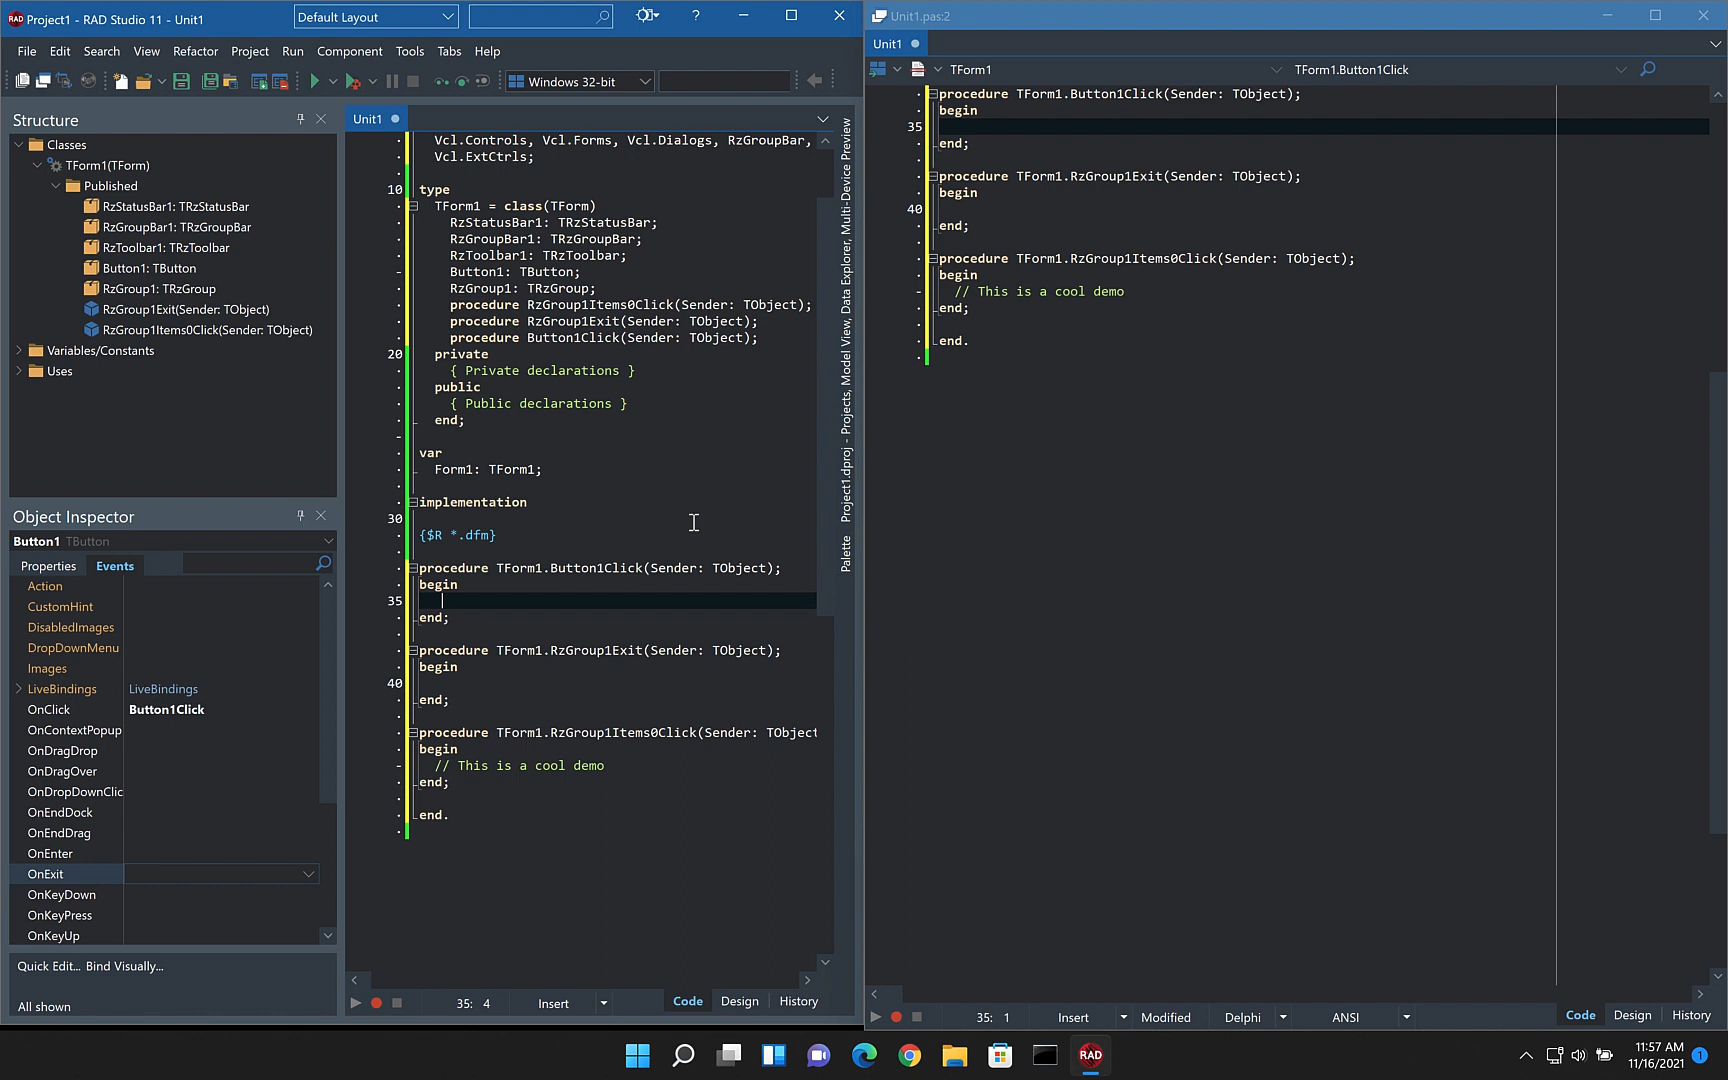 RAD Project1 - RAD Studio 11 - Unit1
Default Layout
?
File Edit Search View Refactor Project Run Component Tools Tabs Help
Windows 32-bit
Structure
Classes
TForm1(TForm)
Published
RzStatusBar1: TRzStatusBar
RzGroupBar1: TRzGroupBar
RzToolbar1: TRzToolbar
Button1: TButton
RzGroup1: TRzGroup
RzGroup1Exit(Sender: TObject)
RzGroup1Items0Click(Sender: TObject)
Variables/Constants
Uses
Object Inspector
Button1 TButton
Properties Events
Action
CustomHint
DisabledImages
DropDownMenu
Images
LiveBindings LiveBindings
OnClick Button1Click
OnContextPopup
OnDragDrop
OnDragOver
OnDropDownClic
OnEndDock
OnEndDrag
OnEnter
OnExit
OnKeyDown
OnKeyPress
OnKeyUp
Quick Edit... Bind Visually...
All shown
Unit1
Vcl.Controls, Vcl.Forms, Vcl.Dialogs, RzGroupBar,
Vcl.ExtCtrls;
10 type
TForm1 = class(TForm)
RzStatusBar1: TRzStatusBar;
RzGroupBar1: TRzGroupBar;
RzToolbar1: TRzToolbar;
Button1: TButton;
RzGroup1: TRzGroup;
procedure RzGroup1Items0Click(Sender: TObject);
procedure RzGroup1Exit(Sender: TObject);
procedure Button1Click(Sender: TObject);
20 private
{ Private declarations }
public
{ Public declarations }
end;
var
Form1: TForm1;
implementation
30
{$R *.dfm}
procedure TForm1.Button1Click(Sender: TObject);
begin
35
end;
procedure TForm1.RzGroup1Exit(Sender: TObject);
begin
40
end;
procedure TForm1.RzGroup1Items0Click(Sender: TObject
begin
// This is a cool demo
end;
end.
35: 4 Insert Code Design History
Palette Project1.dproj - Projects, Model View, Data Explorer, Multi-Device Preview
Unit1.pas:2
Unit1
TForm1 TForm1.Button1Click
procedure TForm1.Button1Click(Sender: TObject);
begin
35
end;
procedure TForm1.RzGroup1Exit(Sender: TObject);
begin
40
end;
procedure TForm1.RzGroup1Items0Click(Sender: TObject);
begin
// This is a cool demo
end;
end.
35: 1 Insert Modified Delphi ANSI Code Design History
RAD
11:57 AM
11/16/2021
1